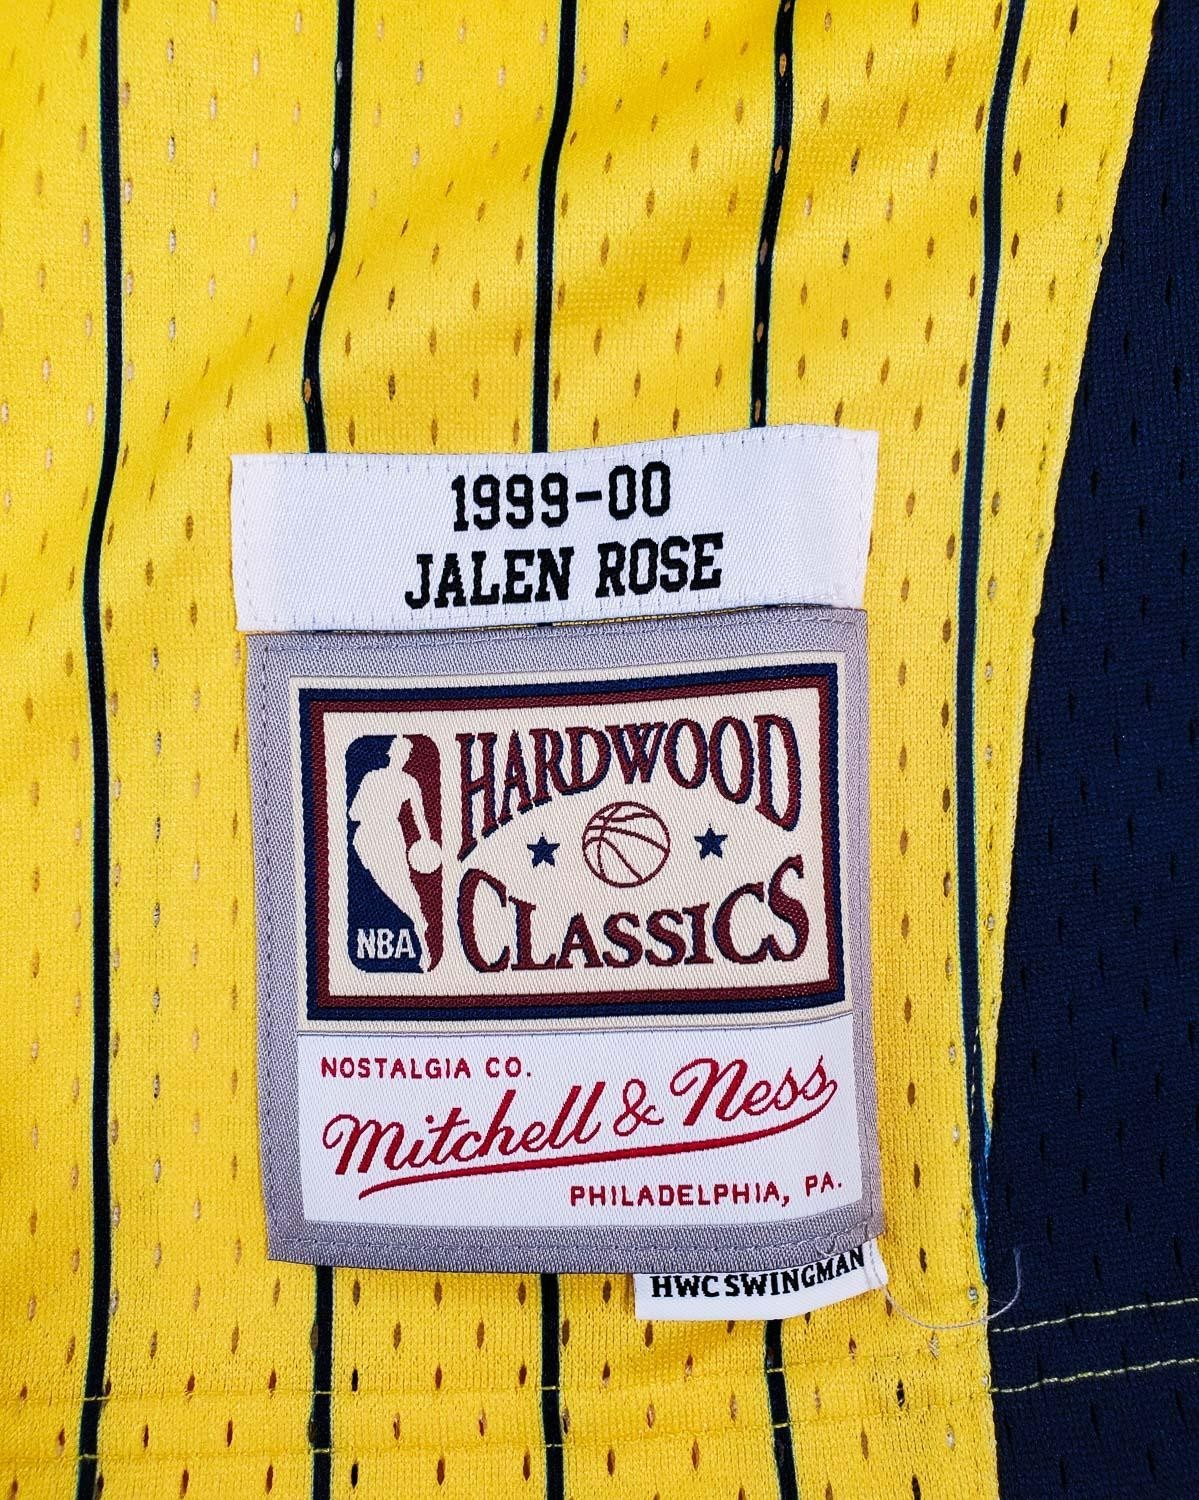 1999-00
JALEN ROSE
HARDWOOD
CLASSICS
NBA
NOSTALGIA CO.
Mitchell & Ness
PHILADELPHIA, PA.
HWC SWINGMAN